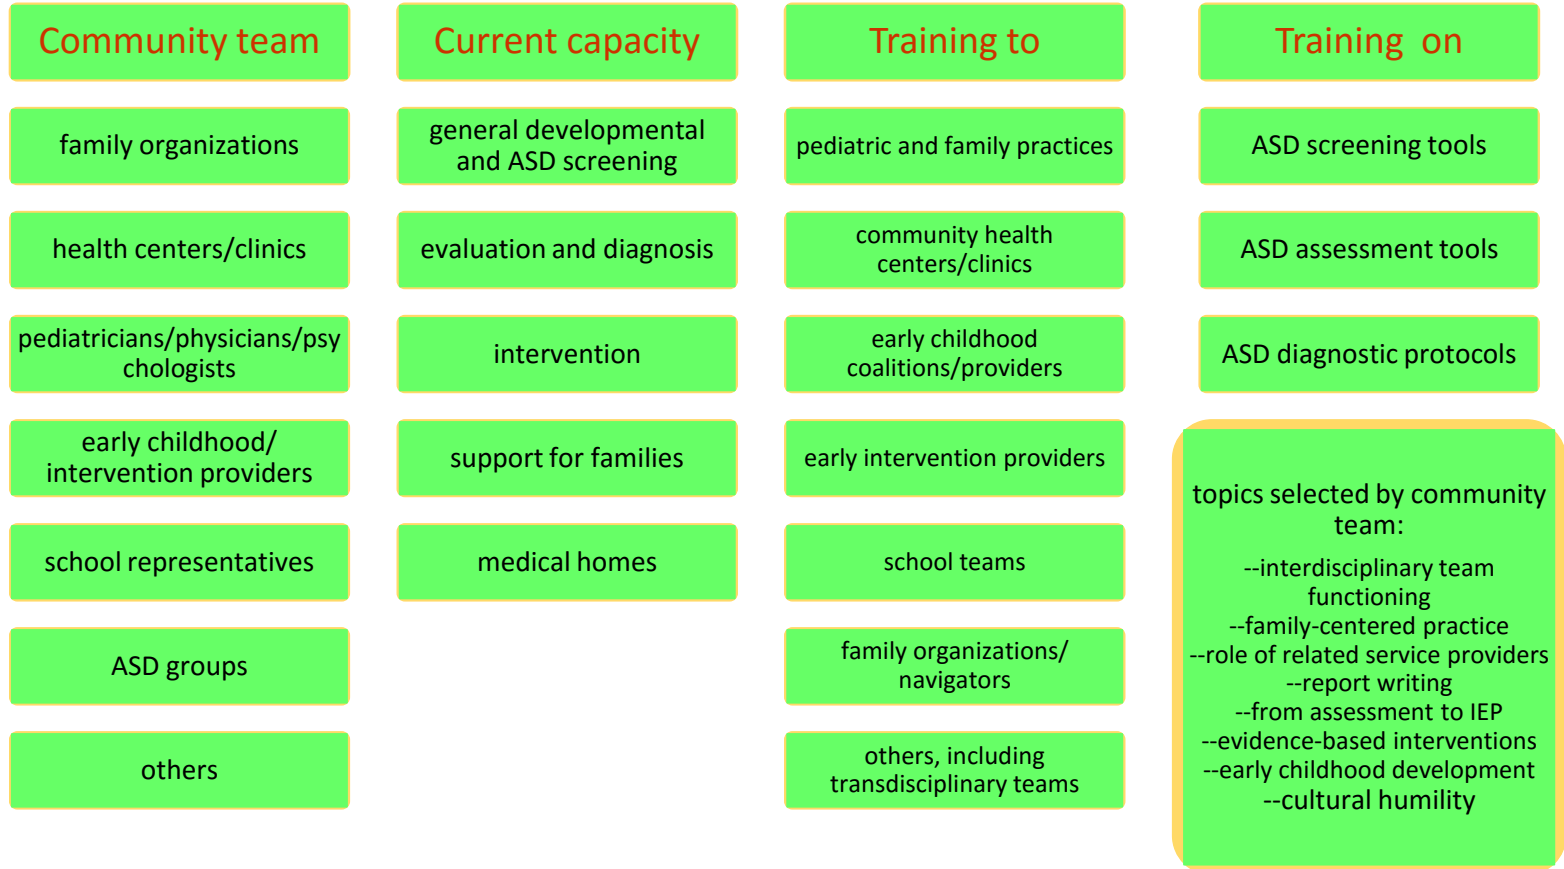 Community team
family organizations
health centers/clinics
pediatricians/physicians/psy
chologists
early childhood/
intervention providers
school representatives
ASD groups
others
Current capacity
general developmental
and ASD screening
evaluation and diagnosis
intervention
support for families
medical homes
Training to
pediatric and family practices
community health
centers/clinics
early childhood
coalitions/providers
early intervention providers
school teams
family organizations/
navigators
others, including
transdisciplinary teams
Training on
ASD screening tools
ASD assessment tools
ASD diagnostic protocols
topics selected by community
team:
--interdisciplinary team
functioning
--family-centered practice
--role of related service providers
--report writing
--from assessment to IEP
--evidence-based interventions
--early childhood development
--cultural humility